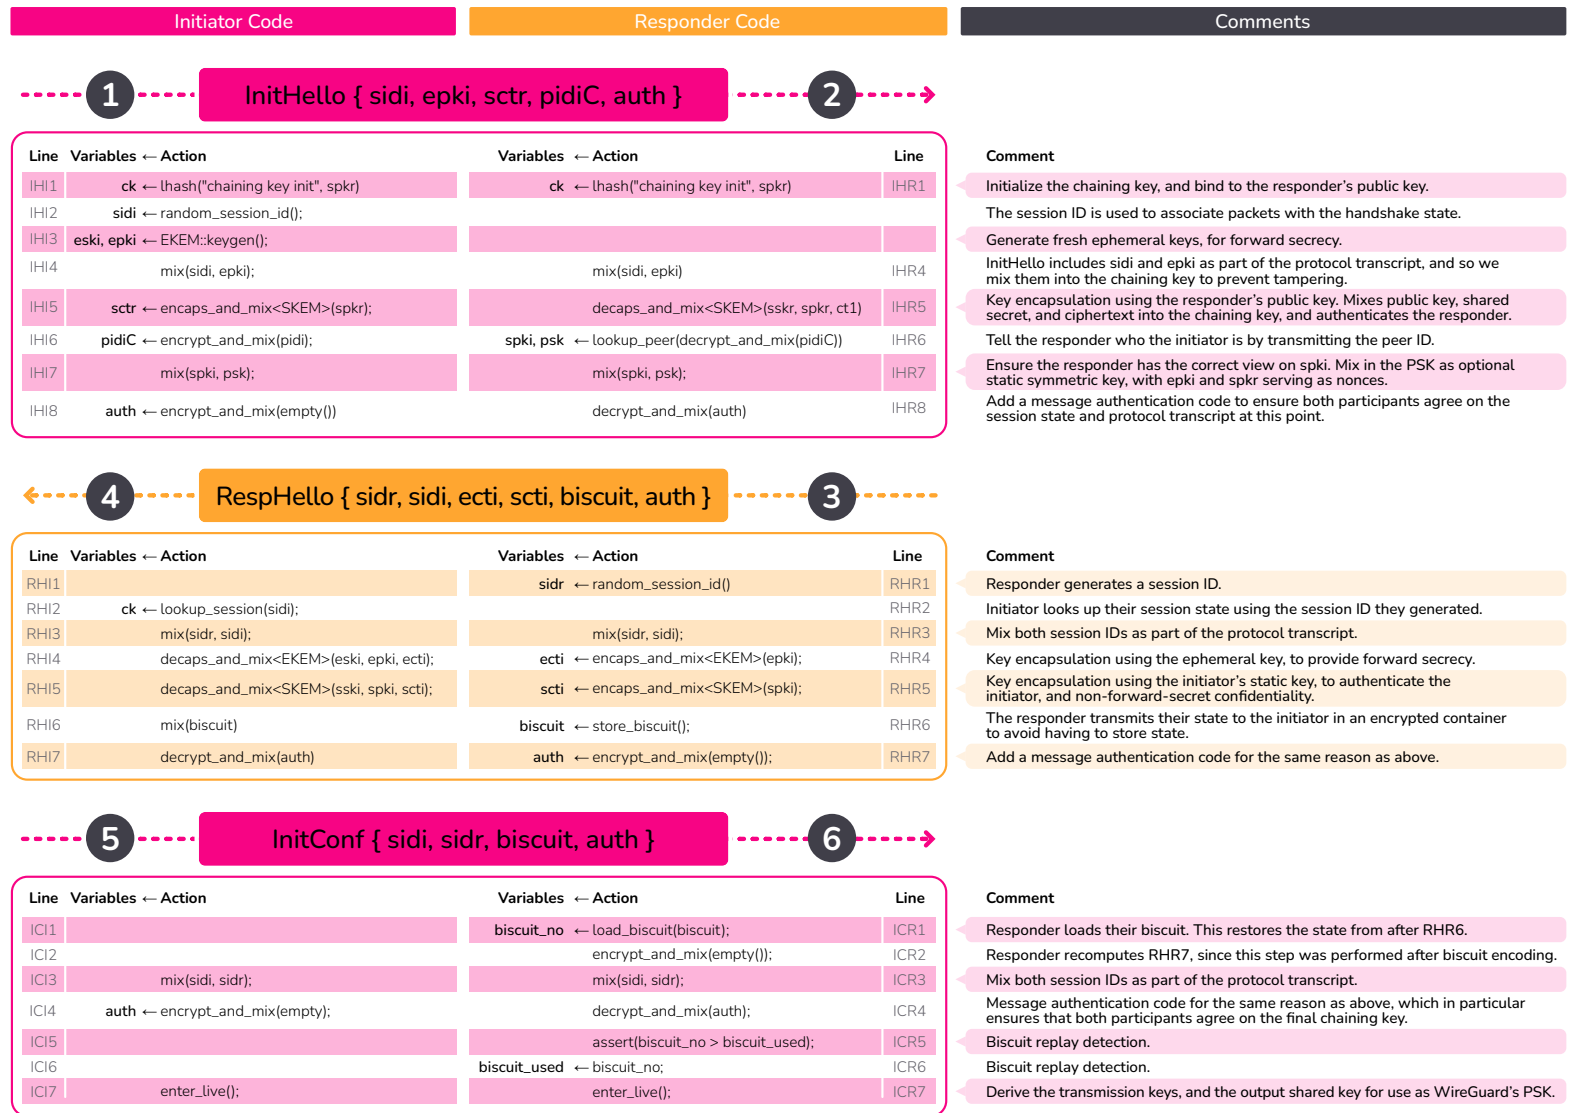 Initiator Code Responder Code Comments
1 InitHello { sidi, epki, sctr, pidiC, auth } 2
Line Variables ← Action Variables ← Action Line Comment
IHI1 ck ← lhash("chaining key init", spkr) ck ← lhash("chaining key init", spkr) IHR1 Initialize the chaining key, and bind to the responder's public key.
IHI2 sidi ← random_session_id(); The session ID is used to associate packets with the handshake state.
IHI3 eski, epki ← EKEM::keygen(); Generate fresh ephemeral keys, for forward secrecy.
IHI4 mix(sidi, epki); mix(sidi, epki) IHR4 InitHello includes sidi and epki as part of the protocol transcript, and so we
mix them into the chaining key to prevent tampering.
IHI5 sctr ← encaps_and_mix<SKEM>(spkr); decaps_and_mix<SKEM>(sskr, spkr, ct1) IHR5 Key encapsulation using the responder's public key. Mixes public key, shared
secret, and ciphertext into the chaining key, and authenticates the responder.
IHI6 pidiC ← encrypt_and_mix(pidi); spki, psk ← lookup_peer(decrypt_and_mix(pidiC)) IHR6 Tell the responder who the initiator is by transmitting the peer ID.
IHI7 mix(spki, psk); mix(spki, psk); IHR7 Ensure the responder has the correct view on spki. Mix in the PSK as optional
static symmetric key, with epki and spkr serving as nonces.
IHI8 auth ← encrypt_and_mix(empty()) decrypt_and_mix(auth) IHR8 Add a message authentication code to ensure both participants agree on the
session state and protocol transcript at this point.
4 RespHello { sidr, sidi, ecti, scti, biscuit, auth } 3
Line Variables ← Action Variables ← Action Line Comment
RHI1 sidr ← random_session_id() RHR1 Responder generates a session ID.
RHI2 ck ← lookup_session(sidi); RHR2 Initiator looks up their session state using the session ID they generated.
RHI3 mix(sidr, sidi); mix(sidr, sidi); RHR3 Mix both session IDs as part of the protocol transcript.
RHI4 decaps_and_mix<EKEM>(eski, epki, ecti); ecti ← encaps_and_mix<EKEM>(epki); RHR4 Key encapsulation using the ephemeral key, to provide forward secrecy.
RHI5 decaps_and_mix<SKEM>(sski, spki, scti); scti ← encaps_and_mix<SKEM>(spki); RHR5 Key encapsulation using the initiator's static key, to authenticate the
initiator, and non-forward-secret confidentiality.
RHI6 mix(biscuit) biscuit ← store_biscuit(); RHR6 The responder transmits their state to the initiator in an encrypted container
to avoid having to store state.
RHI7 decrypt_and_mix(auth) auth ← encrypt_and_mix(empty()); RHR7 Add a message authentication code for the same reason as above.
5 InitConf { sidi, sidr, biscuit, auth } 6
Line Variables ← Action Variables ← Action Line Comment
ICI1 biscuit_no ← load_biscuit(biscuit); ICR1 Responder loads their biscuit. This restores the state from after RHR6.
ICI2 encrypt_and_mix(empty()); ICR2 Responder recomputes RHR7, since this step was performed after biscuit encoding.
ICI3 mix(sidi, sidr); mix(sidi, sidr); ICR3 Mix both session IDs as part of the protocol transcript.
ICI4 auth ← encrypt_and_mix(empty); decrypt_and_mix(auth); ICR4 Message authentication code for the same reason as above, which in particular
ensures that both participants agree on the final chaining key.
ICI5 assert(biscuit_no > biscuit_used); ICR5 Biscuit replay detection.
ICI6 biscuit_used ← biscuit_no; ICR6 Biscuit replay detection.
ICI7 enter_live(); enter_live(); ICR7 Derive the transmission keys, and the output shared key for use as WireGuard's PSK.